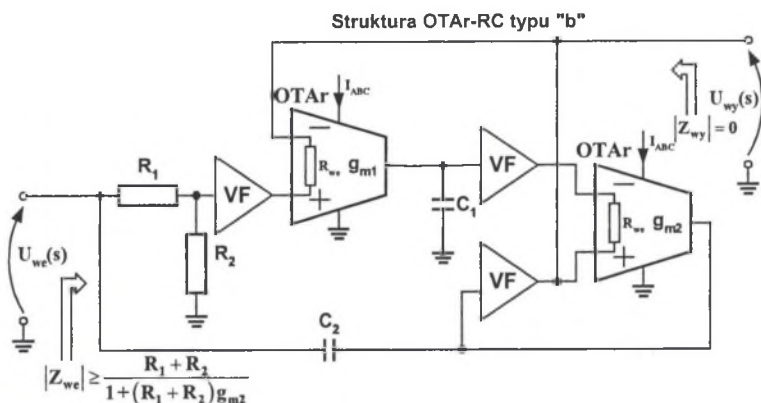 Struktura OTAr-RC typu "b"
OTAr
I_ABC
−
R_we
g_m1
+
R_1
VF
R_2
U_we(s)
C_1
VF
OTAr
I_ABC
−
R_we
g_m2
+
VF
C_2
U_wy(s)
|Z_wy| = 0
|Z_we| ≥ (R_1 + R_2) / (1 + (R_1 + R_2)g_m2)